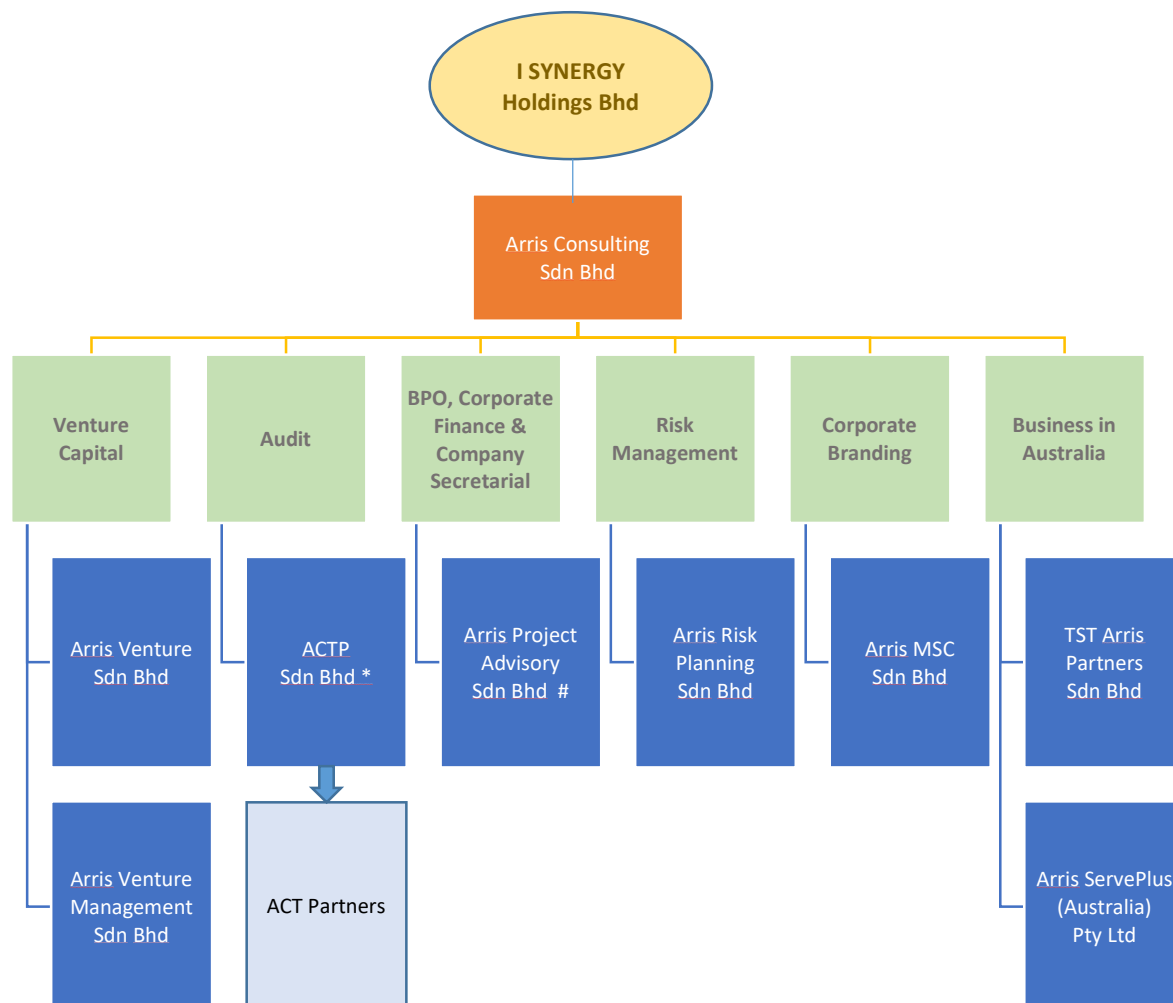 I SYNERGY
Holdings Bhd
Arris Consulting
Sdn Bhd
Venture
Capital
Audit
BPO, Corporate
Finance &
Company
Secretarial
Risk
Management
Corporate
Branding
Business in
Australia
Arris Venture
Sdn Bhd
ACTP
Sdn Bhd *
Arris Project
Advisory
Sdn Bhd #
Arris Risk
Planning
Sdn Bhd
Arris MSC
Sdn Bhd
TST Arris
Partners
Sdn Bhd
Arris Venture
Management
Sdn Bhd
ACT Partners
Arris ServePlus
(Australia)
Pty Ltd